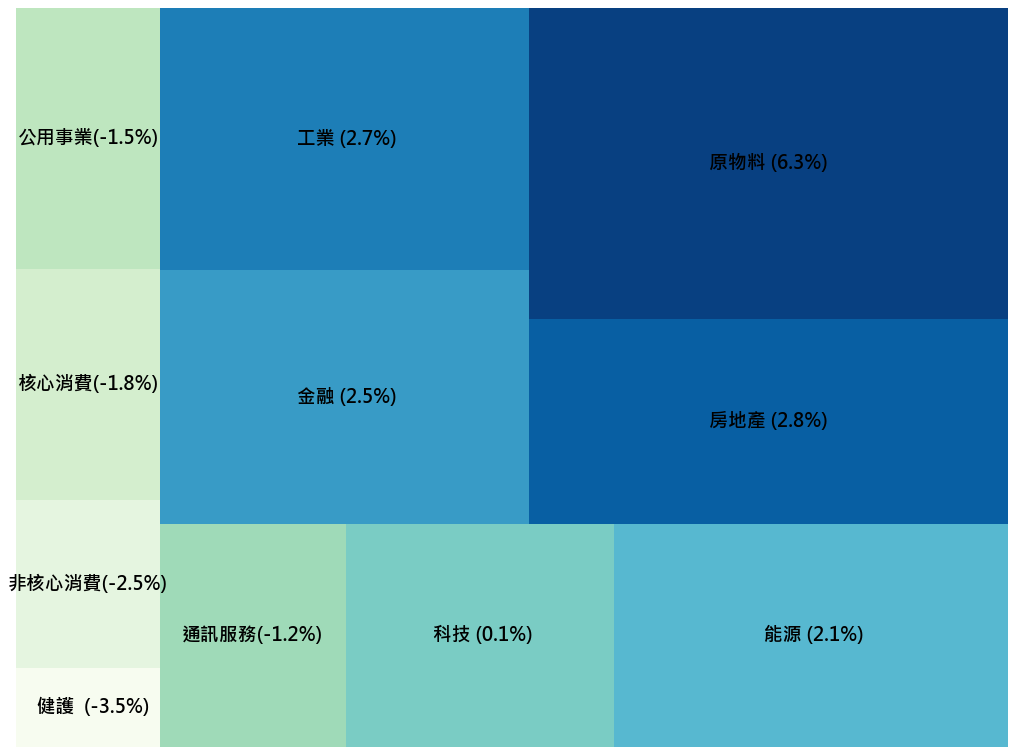 公用事業(-1.5%)
工業 (2.7%)
原物料 (6.3%)
核心消費(-1.8%)
金融 (2.5%)
房地產 (2.8%)
非核心消費(-2.5%)
通訊服務(-1.2%)
科技 (0.1%)
能源 (2.1%)
健護 (-3.5%)